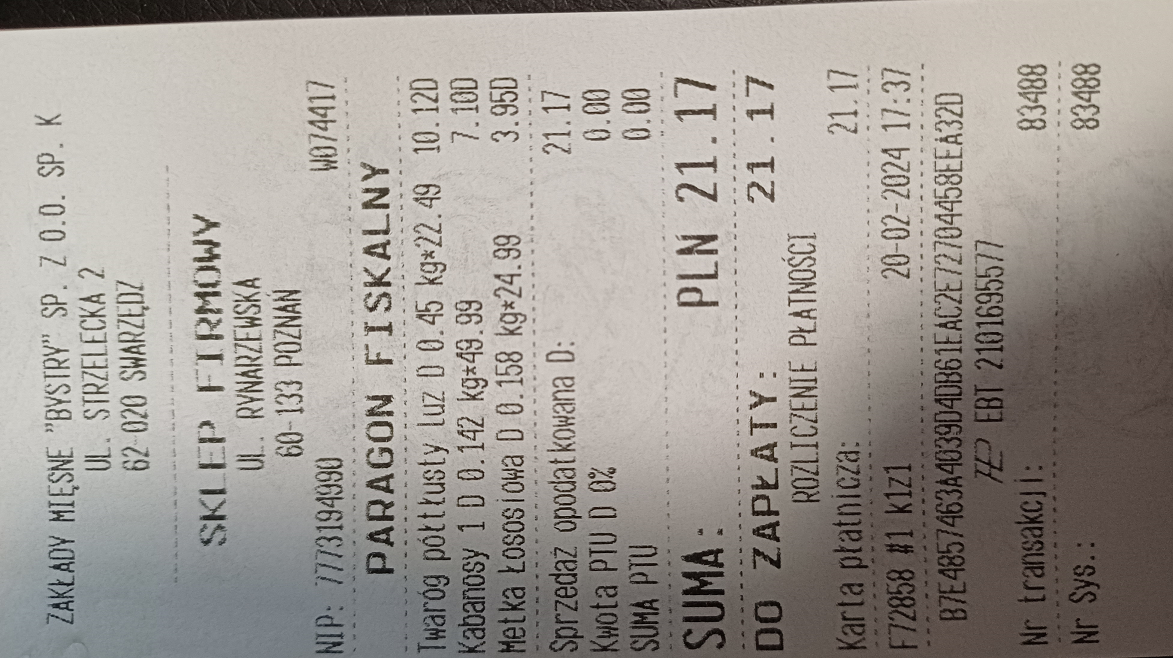 ZAKŁADY MIĘSNE "BYSTRY" SP. Z O.O. SP. K
UL. STRZELECKA 2
62-020 SWARZĘDZ
SKLEP FIRMOWY
UL. RYNARZEWSKA
60-133 POZNAŃ
NIP: 7773194990 W074417
PARAGON FISKALNY
Twaróg półtłusty luz D 0.45 kg*22.49 10.12D
Kabanosy 1 D 0.142 kg*49.99 7.10D
Metka Łososiowa D 0.158 kg*24.99 3.95D
Sprzedaż opodatkowana D: 21.17
Kwota PTU D 0% 0.00
SUMA PTU 0.00
SUMA: PLN 21.17
DO ZAPŁATY: 21.17
ROZLICZENIE PŁATNOŚCI
Karta płatnicza: 21.17
F72858 #1 k1z1 20-02-2024 17:37
B7E4857463A4039D4DB61EAC2E72704458EEA32D
EBT 2101695577
Nr transakcji: 83488
Nr Sys.: 83488